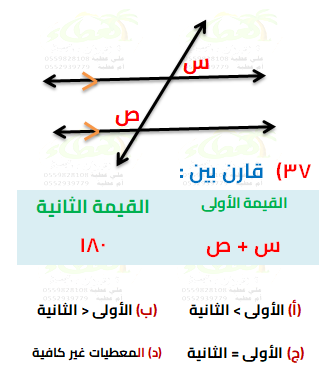 س
ص
٣٧) قارن بين :
القيمة الأولى القيمة الثانية
س + ص ١٨٠
(أ) الأولى > الثانية (ب) الأولى < الثانية
(ج) الأولى = الثانية (د) المعطيات غير كافية